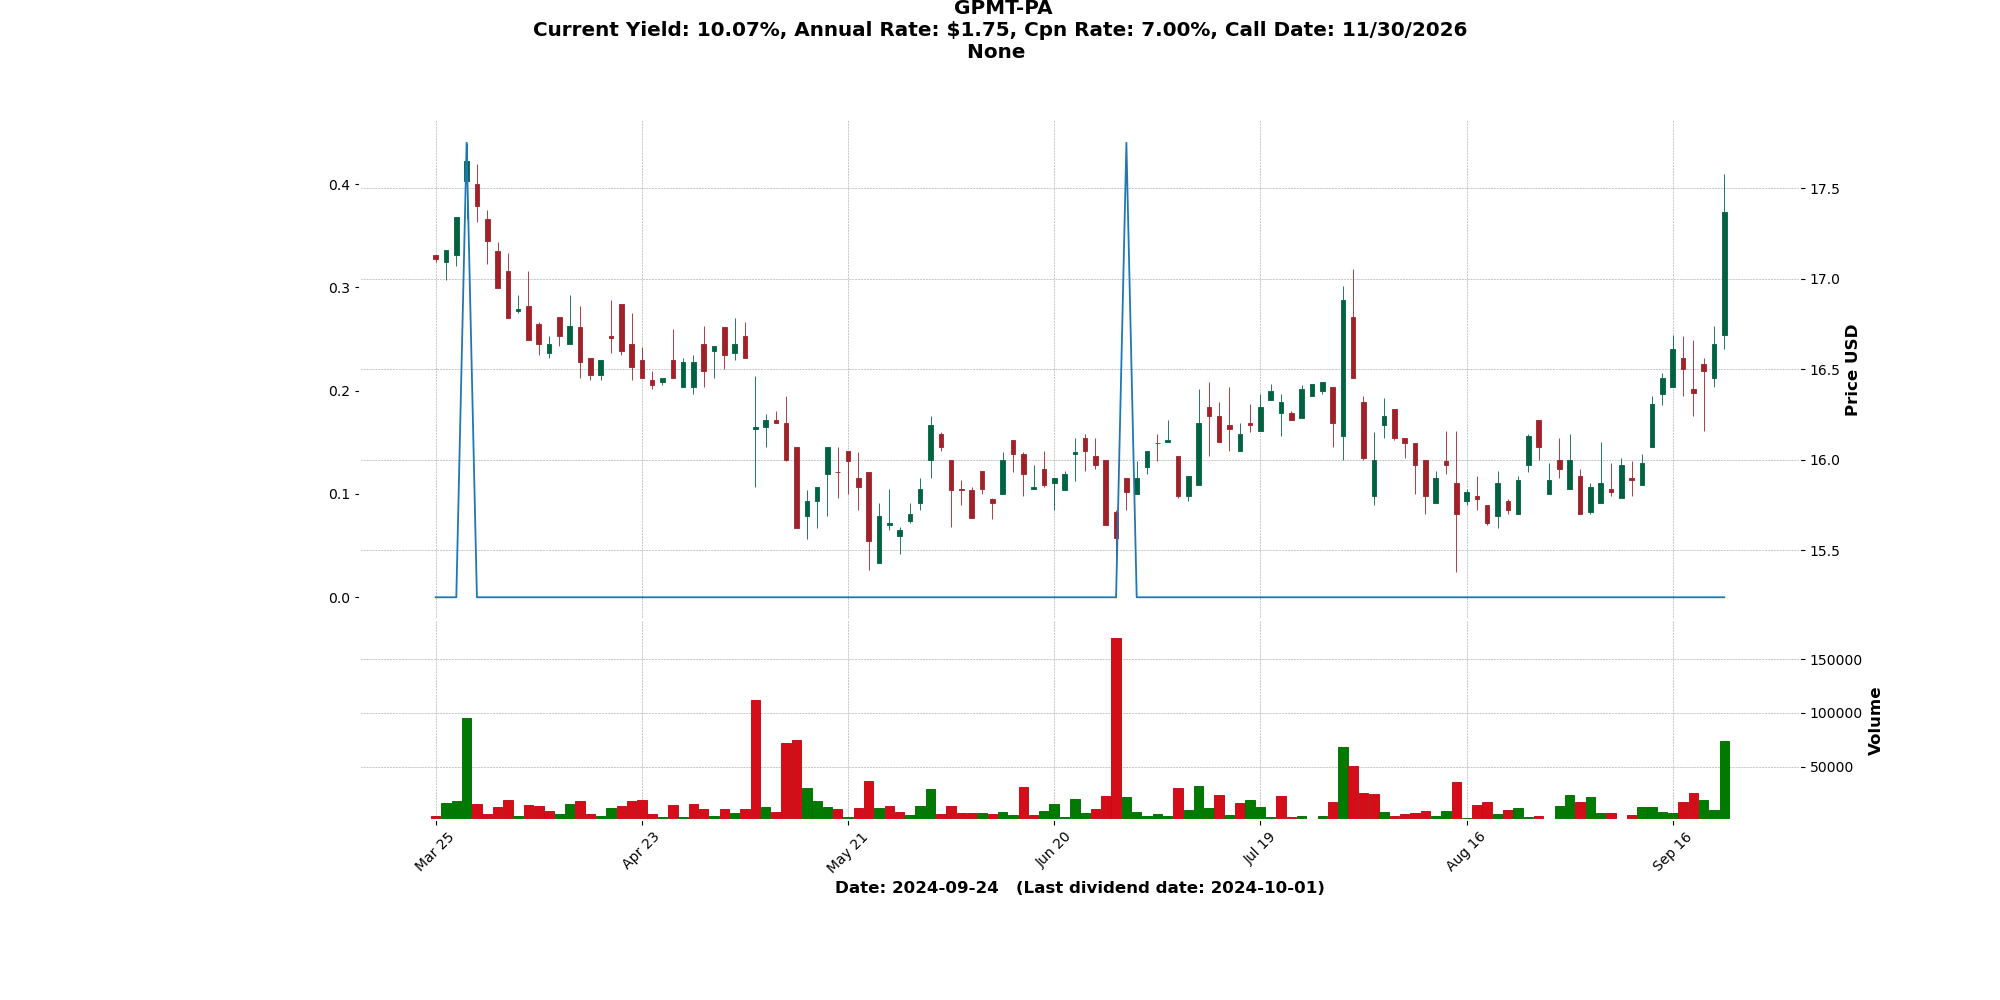 GPMT-PA
Current Yield: 10.07%, Annual Rate: $1.75, Cpn Rate: 7.00%, Call Date: 11/30/2026
None
0.4
0.3
0.2
0.1
0.0
17.5
17.0
16.5
16.0
15.5
Price USD
150000
100000
50000
Volume
Mar 25
Apr 23
May 21
Jun 20
Jul 19
Aug 16
Sep 16
Date: 2024-09-24   (Last dividend date: 2024-10-01)